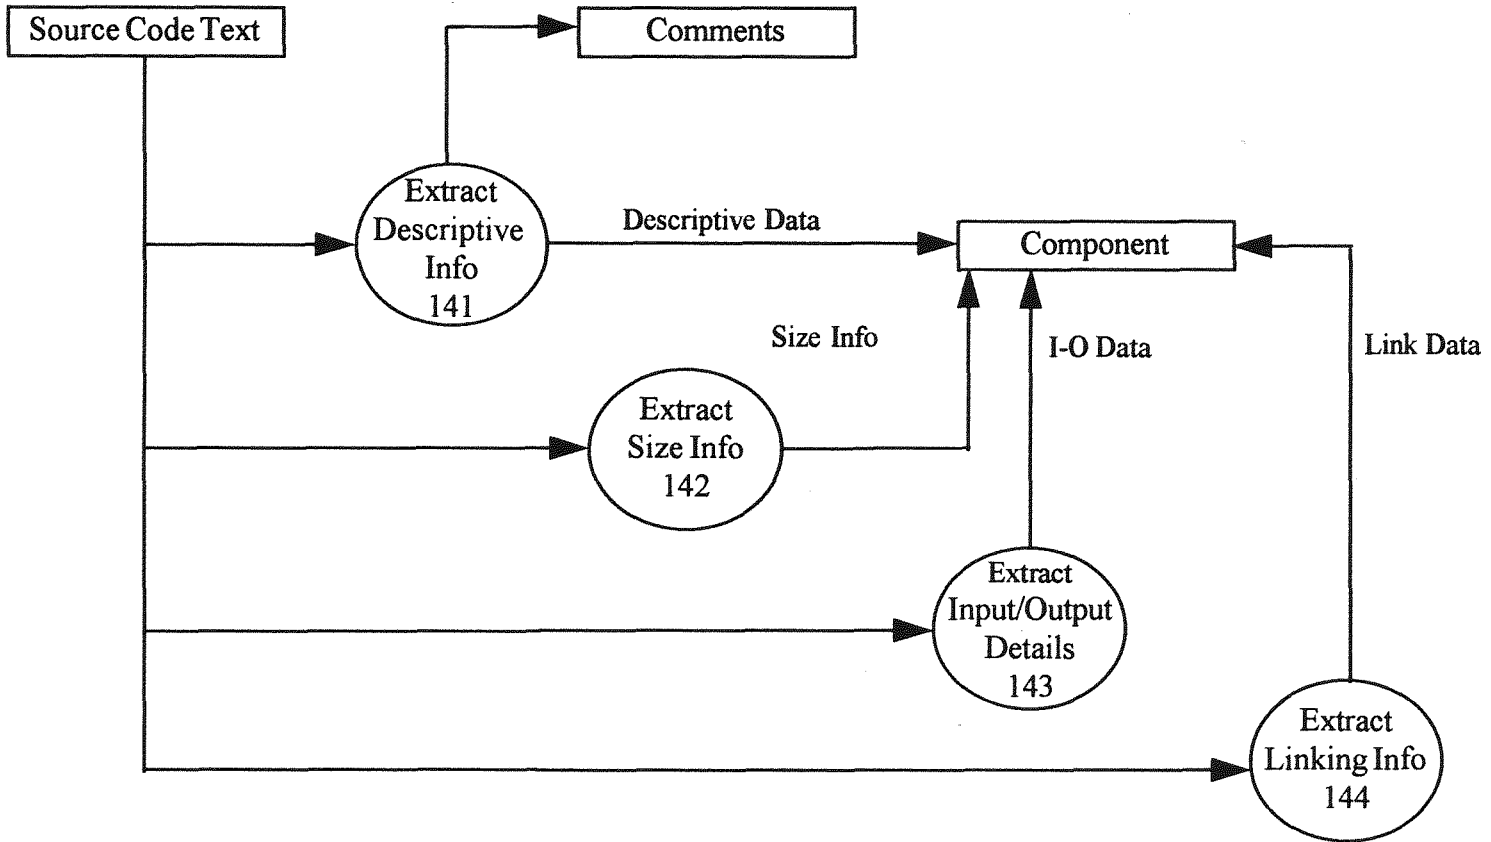 Source Code Text
Comments
Extract
Descriptive
Info
141
Descriptive Data
Component
Size Info
I-O Data
Link Data
Extract
Size Info
142
Extract
Input/Output
Details
143
Extract
Linking Info
144